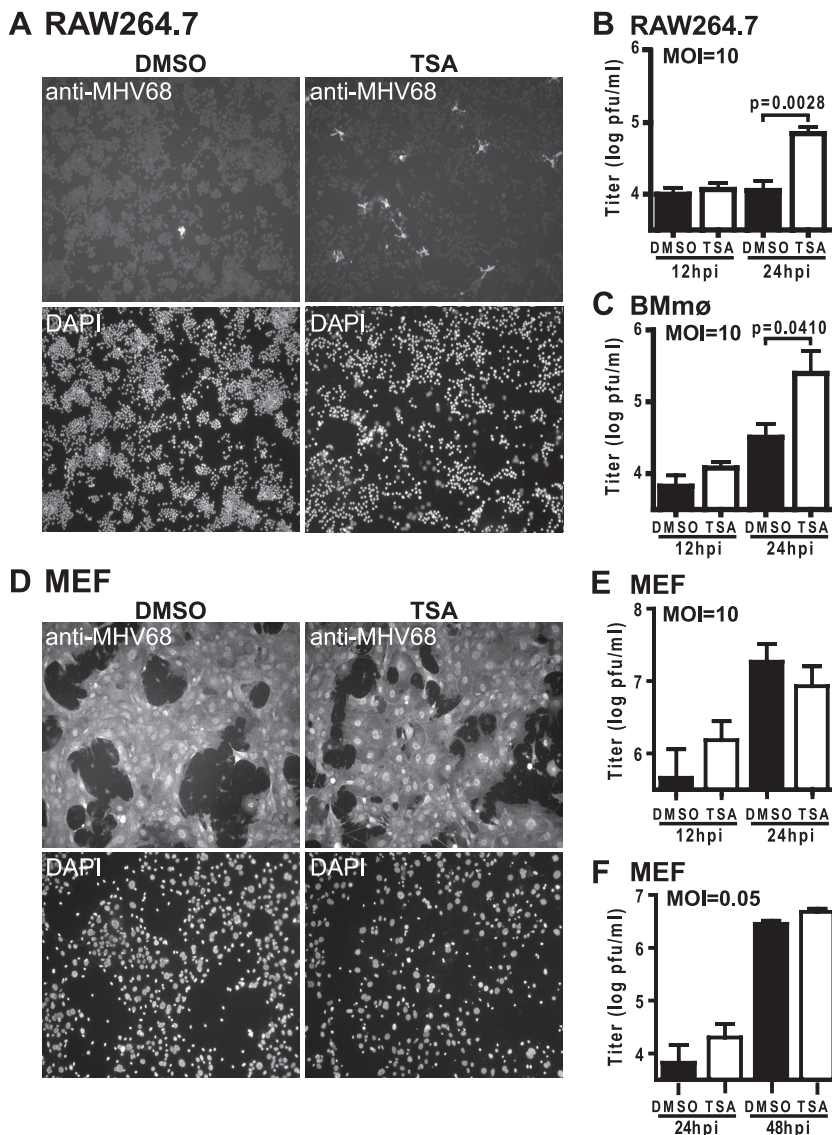 A RAW264.7
DMSO
TSA
anti-MHV68
anti-MHV68
DAPI
DAPI
B RAW264.7
MOI=10
p=0.0028
Titer (log pfu/ml)
6
5
4
DMSO TSA DMSO TSA
12hpi 24hpi
C BMmø
MOI=10
p=0.0410
Titer (log pfu/ml)
6
5
4
DMSO TSA DMSO TSA
12hpi 24hpi
D MEF
DMSO
TSA
anti-MHV68
anti-MHV68
DAPI
DAPI
E MEF
MOI=10
Titer (log pfu/ml)
8
7
6
DMSO TSA DMSO TSA
12hpi 24hpi
F MEF
MOI=0.05
Titer (log pfu/ml)
7
6
5
4
DMSO TSA DMSO TSA
24hpi 48hpi